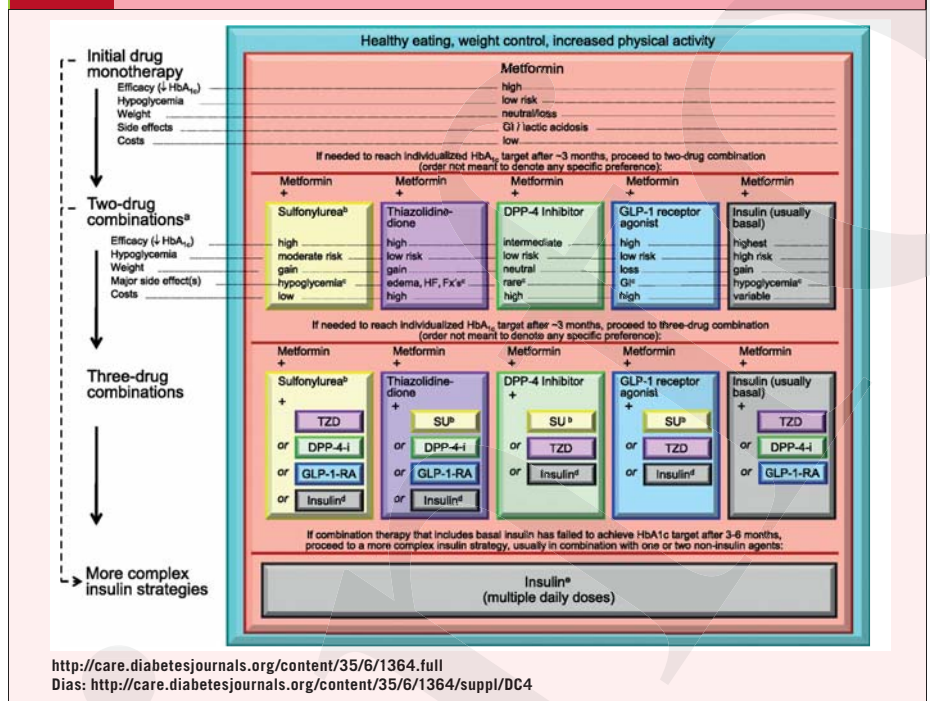 Healthy eating, weight control, increased physical activity
Initial drug
monotherapy
Metformin
Efficacy (↓ HbA1c) high
Hypoglycemia low risk
Weight neutral/loss
Side effects GI / lactic acidosis
Costs low
If needed to reach individualized HbA1c target after ~3 months, proceed to two-drug combination
(order not meant to denote any specific preference):
Metformin Metformin Metformin Metformin Metformin
+ + + + +
Two-drug
combinationsa
Sulfonylureab Thiazolidine- DPP-4 Inhibitor GLP-1 receptor Insulin (usually
dione agonist basal)
Efficacy (↓ HbA1c) high high intermediate high highest
Hypoglycemia moderate risk low risk low risk low risk high risk
Weight gain gain neutral loss gain
Major side effect(s) hypoglycemiac edema, HF, Fx'sc rarec GIc hypoglycemiac
Costs low high high high variable
If needed to reach individualized HbA1c target after ~3 months, proceed to three-drug combination
(order not meant to denote any specific preference):
Metformin Metformin Metformin Metformin Metformin
+ + + + +
Three-drug
combinations
Sulfonylureab Thiazolidine- DPP-4 Inhibitor GLP-1 receptor Insulin (usually
dione agonist basal)
+ + + + +
TZD SUb SUb SUb TZD
or DPP-4-i or DPP-4-i or TZD or TZD or DPP-4-i
or GLP-1-RA or GLP-1-RA or Insulind or Insulind or GLP-1-RA
or Insulind or Insulind
If combination therapy that includes basal insulin has failed to achieve HbA1c target after 3-6 months,
proceed to a more complex insulin strategy, usually in combination with one or two non-insulin agents:
More complex
insulin strategies
Insuline
(multiple daily doses)
http://care.diabetesjournals.org/content/35/6/1364.full
Dias: http://care.diabetesjournals.org/content/35/6/1364/suppl/DC4